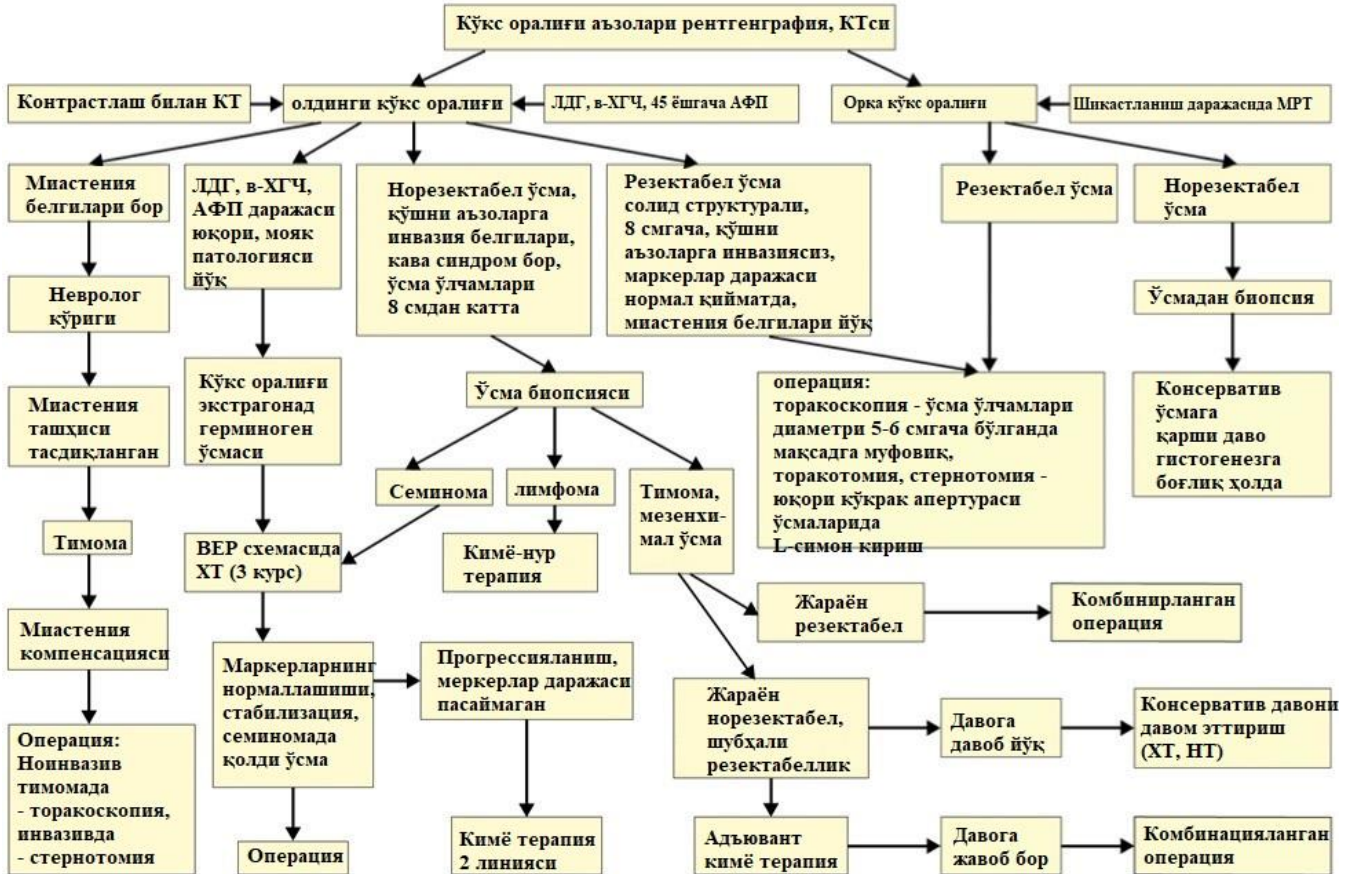 Кўкс оралиғи аъзолари рентгенграфия, КТси
Контрастлаш билан КТ
олдинги кўкс оралиғи
ЛДГ, в-ХГЧ, 45 ёшгача АФП
Орқа кўкс оралиғи
Шикастланиш даражасида МРТ
Миастения
белгилари бор
ЛДГ, в-ХГЧ,
АФП даражаси
юқори, мояк
патологияси
йўқ
Норезектабел ўсма,
қўшни аъзоларга
инвазия белгилари,
кава синдром бор,
ўсма ўлчамлари
8 смдан катта
Резектабел ўсма
солид структурали,
8 смгача, қўшни
аъзоларга инвазиясиз,
маркерлар даражаси
нормал қийматда,
миастения белгилари йўқ
Резектабел ўсма
Норезектабел
ўсма
Невролог
кўриги
Ўсмадан биопсия
Миастения
ташҳиси
тасдиқланган
Кўкс оралиғи
экстрагонад
герминоген
ўсмаси
Ўсма биопсияси
операция:
торакоскопия - ўсма ўлчамлари
диаметри 5-6 смгача бўлганда
мақсадга муфовиқ,
торакотомия, стернотомия -
юқори кўкрак апертураси
ўсмаларида
L-симон кириш
Консерватив
ўсмага
қарши даво
гистогенезга
боғлиқ ҳолда
Семинома
лимфома
Тимома,
мезенхи-
мал ўсма
Тимома
ВЕР схемасида
ХТ (3 курс)
Кимё-нур
терапия
Жараён
резектабел
Комбинирланган
операция
Миастения
компенсацияси
Маркерларнинг
нормаллашиши,
стабилизация,
семиномада
қолди ўсма
Прогрессияланиш,
меркерлар даражаси
пасаймаган
Жараён
норезектабел,
шубҳали
резектабеллик
Давога
давоб йўқ
Консерватив давони
давом эттириш
(ХТ, НТ)
Операция:
Ноинвазив
тимомада
- торакоскопия,
инвазивда
- стернотомия
Операция
Кимё терапия
2 линияси
Адъювант
кимё терапия
Давога
жавоб бор
Комбинацияланган
операция